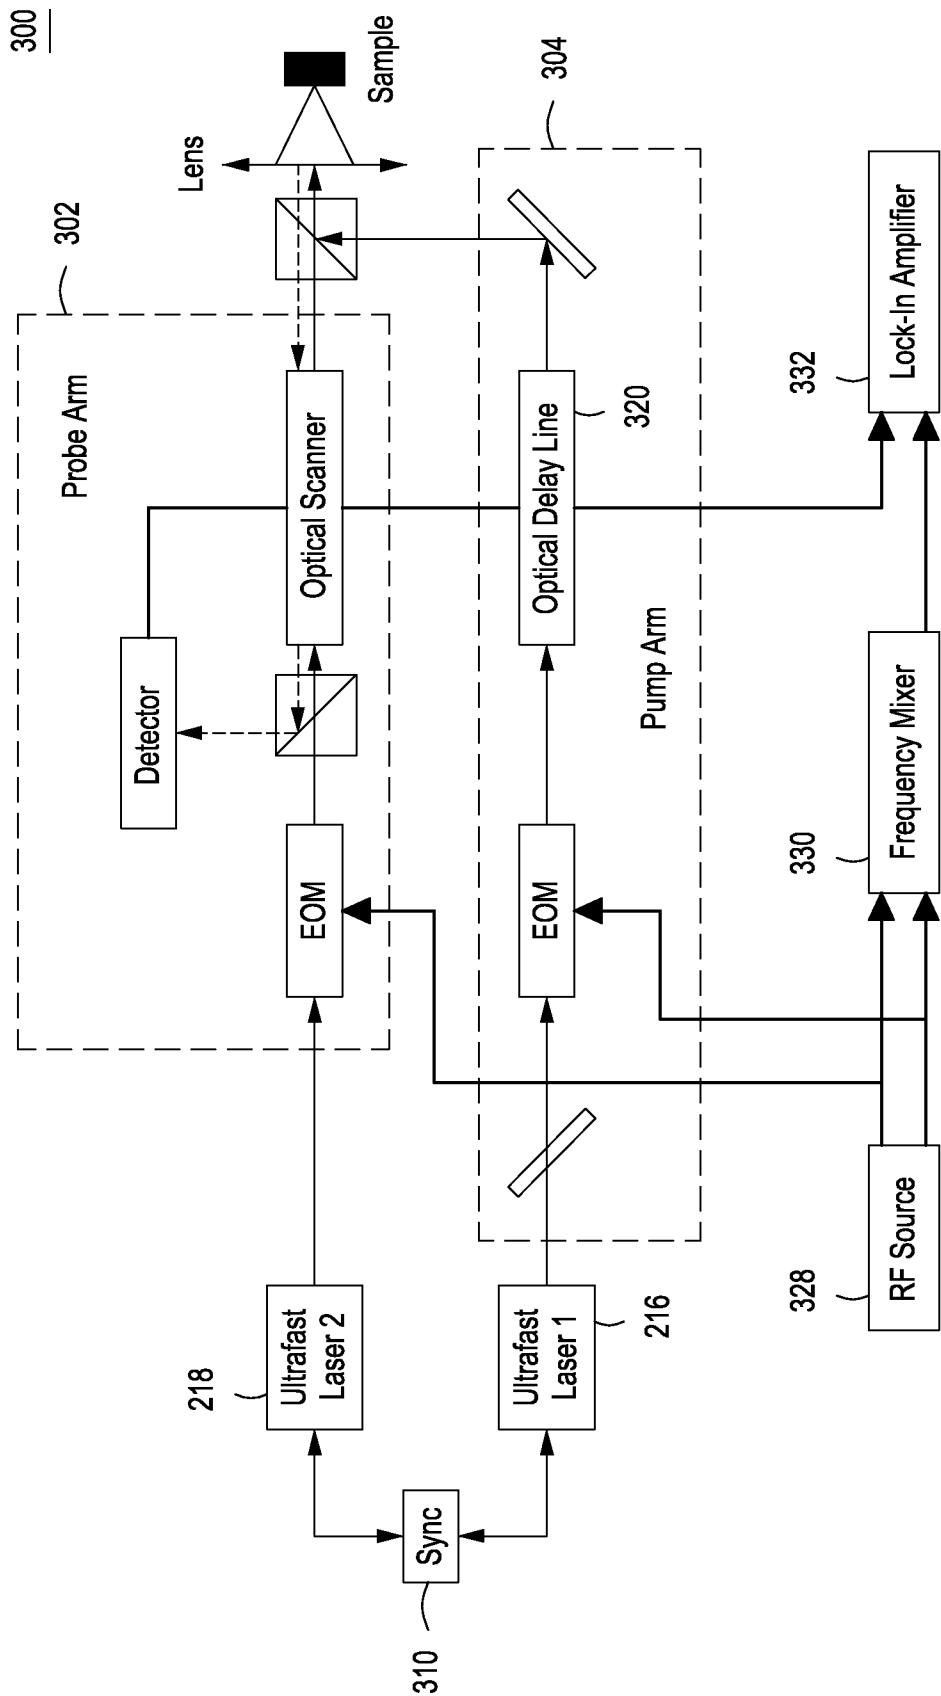 300
302
Probe Arm
Detector
Lens
Sample
218
Ultrafast
Laser 2
EOM
Optical Scanner
310
Sync
304
Ultrafast
Laser 1
216
EOM
Optical Delay Line
320
Pump Arm
328
RF Source
330
Frequency Mixer
332
Lock-In Amplifier